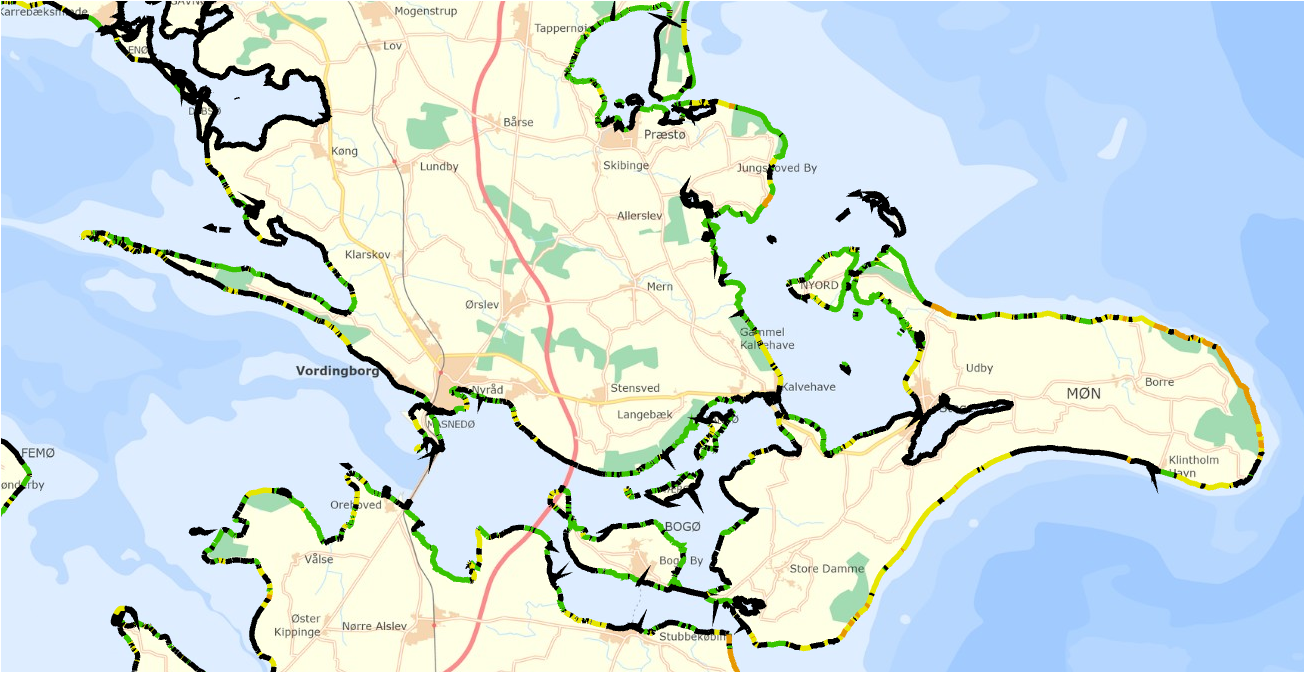 Mogenstrup
Tappernøj
Lov
Bårse
Præstø
Køng
Lundby
Skibinge
Jungshoved By
Allerslev
Klarskov
Mern
NYORD
Ørslev
Gammel
Kalvehave
Vordingborg
Udby
Nyråd
Stensved
Kalvehave
MØN
Borre
Langebæk
MASNEDØ
FEMØ
Klintholm
Havn
Orehoved
BOGØ
Vålse
Bogø By
Store Damme
Øster
Kippinge
Nørre Alslev
Stubbekøbin